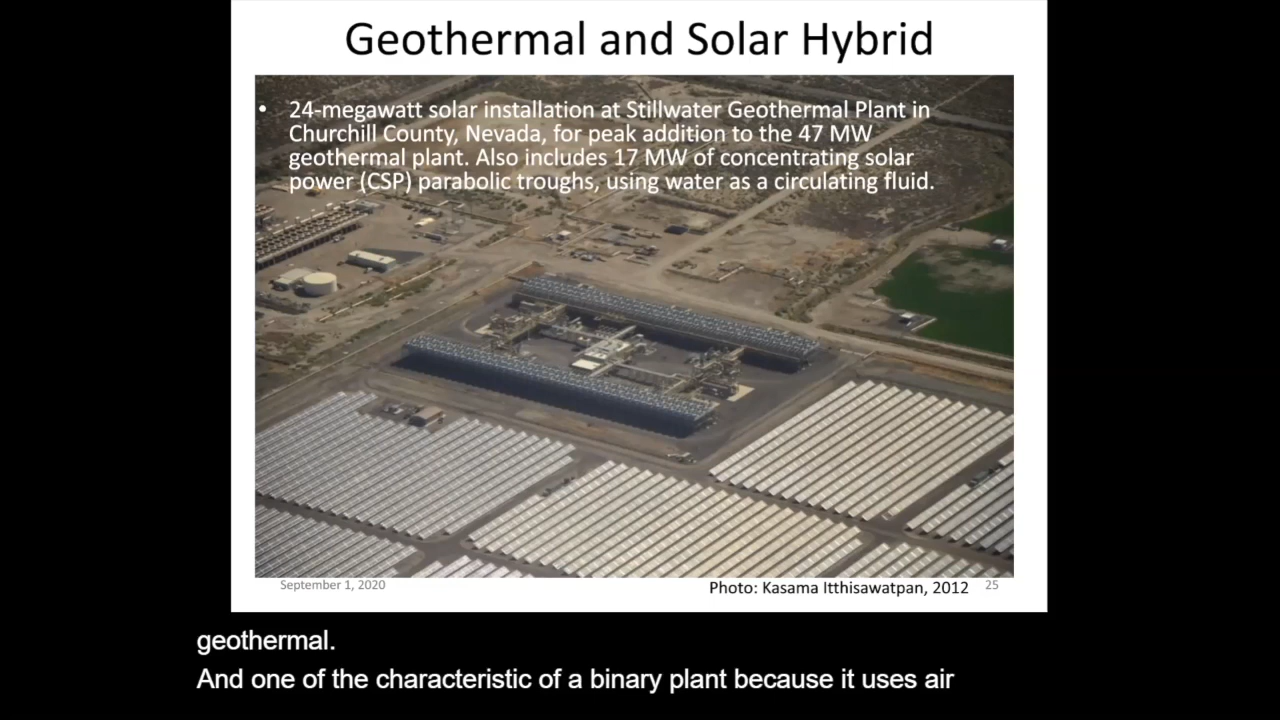 Geothermal and Solar Hybrid
• 24-megawatt solar installation at Stillwater Geothermal Plant in
Churchill County, Nevada, for peak addition to the 47 MW
geothermal plant. Also includes 17 MW of concentrating solar
power (CSP) parabolic troughs, using water as a circulating fluid.
September 1, 2020
Photo: Kasama Itthisawatpan, 2012
25
geothermal.
And one of the characteristic of a binary plant because it uses air